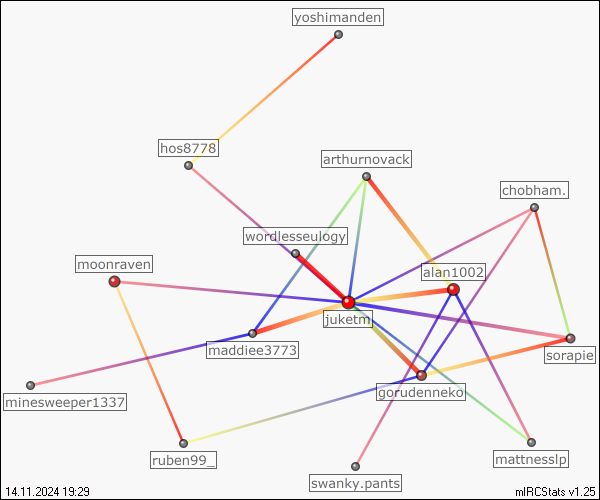 yoshimanden
hos8778
arthurnovack
chobham.
wordlesseulogy
moonraven
alan1002
juketm
maddiee3773
sorapie
gorudenneko
minesweeper1337
ruben99_
mattnesslp
swanky.pants
14.11.2024 19:29
mIRCStats v1.25